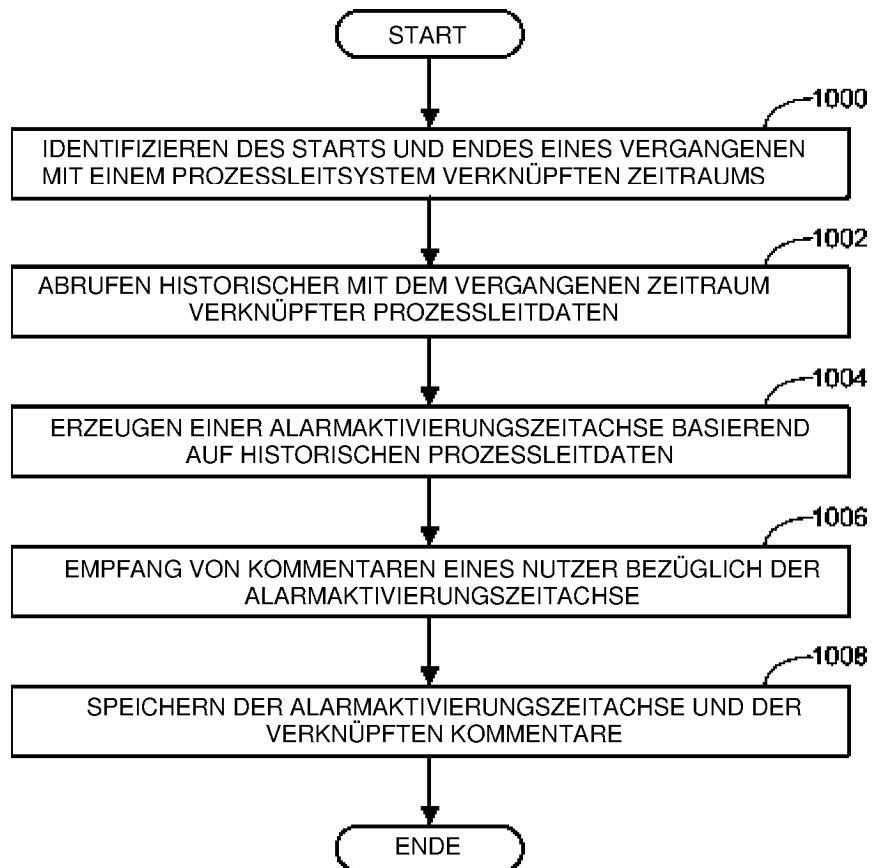 START
1000
IDENTIFIZIEREN DES STARTS UND ENDES EINES VERGANGENEN
MIT EINEM PROZESSLEITSYSTEM VERKNÜPFTEN ZEITRAUMS
1002
ABRUFEN HISTORISCHER MIT DEM VERGANGENEN ZEITRAUM
VERKNÜPFTER PROZESSLEITDATEN
1004
ERZEUGEN EINER ALARMAKTIVIERUNGSZEITACHSE BASIEREND
AUF HISTORISCHEN PROZESSLEITDATEN
1006
EMPFANG VON KOMMENTAREN EINES NUTZER BEZÜGLICH DER
ALARMAKTIVIERUNGSZEITACHSE
1008
SPEICHERN DER ALARMAKTIVIERUNGSZEITACHSE UND DER
VERKNÜPFTEN KOMMENTARE
ENDE